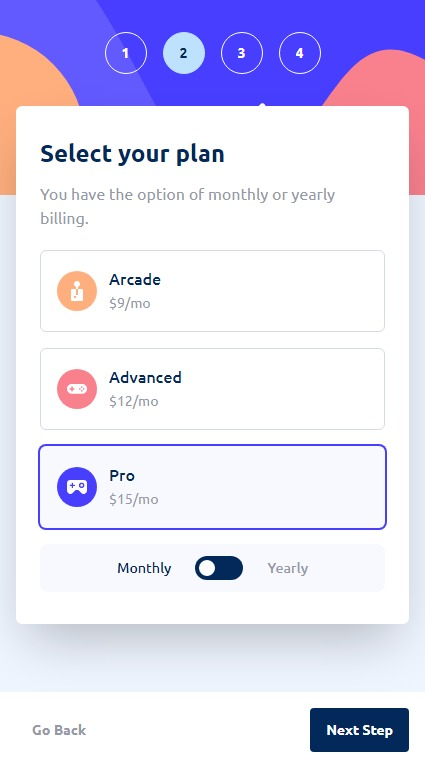 1 2 3 4
Select your plan
You have the option of monthly or yearly
billing.
Arcade
$9/mo
Advanced
$12/mo
Pro
$15/mo
Monthly Yearly
Go Back Next Step